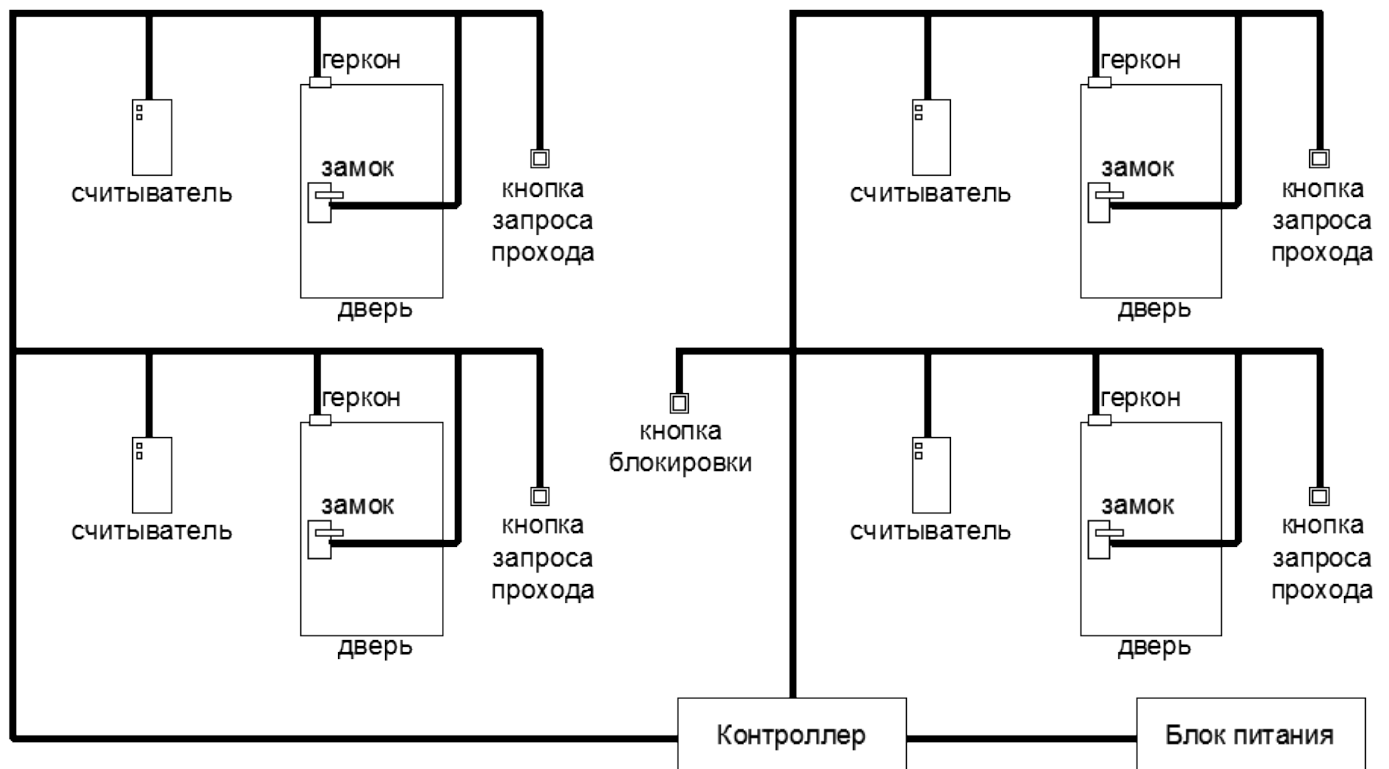 геркон
замок
считыватель
кнопка
запроса
прохода
дверь
геркон
замок
считыватель
кнопка
запроса
прохода
дверь
геркон
замок
считыватель
кнопка
запроса
прохода
дверь
кнопка
блокировки
геркон
замок
считыватель
кнопка
запроса
прохода
дверь
Контроллер
Блок питания